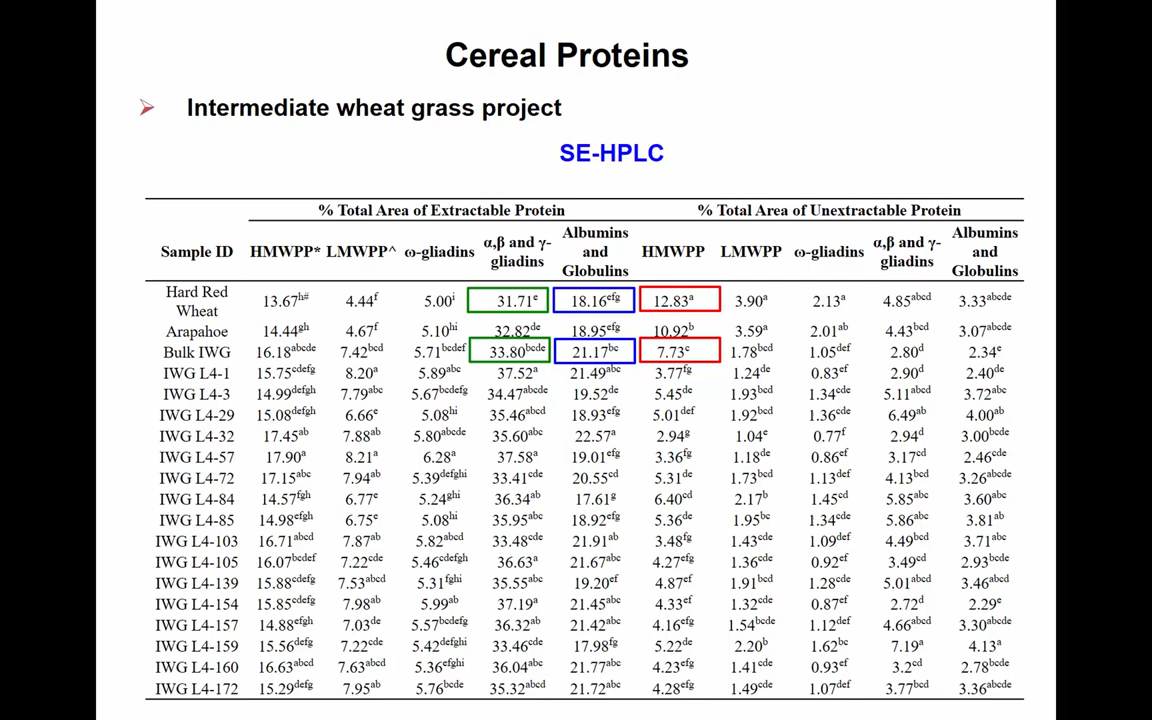 Cereal Proteins
Intermediate wheat grass project
SE-HPLC
% Total Area of Extractable Protein % Total Area of Unextractable Protein
Sample ID HMWPP* LMWPP^ ω-gliadins α,β and γ-gliadins Albumins and Globulins HMWPP LMWPP ω-gliadins α,β and γ-gliadins Albumins and Globulins
Hard Red Wheat 13.67h# 4.44f 5.00i 31.71e 18.16efg 12.83a 3.90a 2.13a 4.85abcd 3.33abcde
Arapahoe 14.44gh 4.67f 5.10hi 32.82de 18.95efg 10.92b 3.59a 2.01ab 4.43bcd 3.07abcde
Bulk IWG 16.18abcde 7.42bcd 5.71bcdef 33.80bcde 21.17bc 7.73c 1.78bcd 1.05def 2.80d 2.34e
IWG L4-1 15.75cdefg 8.20a 5.89abc 37.52a 21.49abc 3.77fg 1.24de 0.83ef 2.90d 2.40de
IWG L4-3 14.99defgh 7.79abc 5.67bcdefg 34.47abcde 19.52de 5.45de 1.93bcd 1.34cde 5.11abcd 3.72abc
IWG L4-29 15.08defgh 6.66e 5.08hi 35.46abcd 18.93efg 5.01def 1.92bcd 1.36cde 6.49ab 4.00ab
IWG L4-32 17.45ab 7.88ab 5.80abcde 35.60abc 22.57a 2.94g 1.04e 0.77f 2.94d 3.00bcde
IWG L4-57 17.90a 8.21a 6.28a 37.58a 19.01efg 3.36fg 1.18de 0.86ef 3.17cd 2.46cde
IWG L4-72 17.15abc 7.94ab 5.39defghi 33.41cde 20.55cd 5.31de 1.73bcd 1.13def 4.13bcd 3.26abcde
IWG L4-84 14.57fgh 6.77e 5.24ghi 36.34ab 17.61g 6.40cd 2.17b 1.45cd 5.85abc 3.60abc
IWG L4-85 14.98efgh 6.75e 5.08hi 35.95abc 18.92efg 5.36de 1.95bc 1.34cde 5.86abc 3.81ab
IWG L4-103 16.71abcd 7.87ab 5.82abcd 33.48cde 21.91ab 3.48fg 1.43cde 1.09def 4.49bcd 3.71abc
IWG L4-105 16.07bcdef 7.22cde 5.46cdefgh 36.63a 21.67abc 4.27efg 1.36cde 0.92ef 3.49cd 2.93bcde
IWG L4-139 15.88cdefg 7.53abcd 5.31fghi 35.55abc 19.20ef 4.87ef 1.91bcd 1.28cde 5.01abcd 3.46abcd
IWG L4-154 15.85cdefg 7.98ab 5.99ab 37.19a 21.45abc 4.33ef 1.32cde 0.87ef 2.72d 2.29e
IWG L4-157 14.88efgh 7.03de 5.57bcdefg 36.32ab 21.42abc 4.16efg 1.54bcde 1.12def 4.66abcd 3.30abcde
IWG L4-159 15.56defg 7.22cde 5.42defghi 33.46cde 17.98fg 5.22de 2.20b 1.62bc 7.19a 4.13a
IWG L4-160 16.63abcd 7.63abcd 5.36efghi 36.04abc 21.77abc 4.23efg 1.41cde 0.93ef 3.2cd 2.78bcde
IWG L4-172 15.29defg 7.95ab 5.76bcde 35.32abcd 21.72abc 4.28efg 1.49cde 1.07def 3.77bcd 3.36abcde